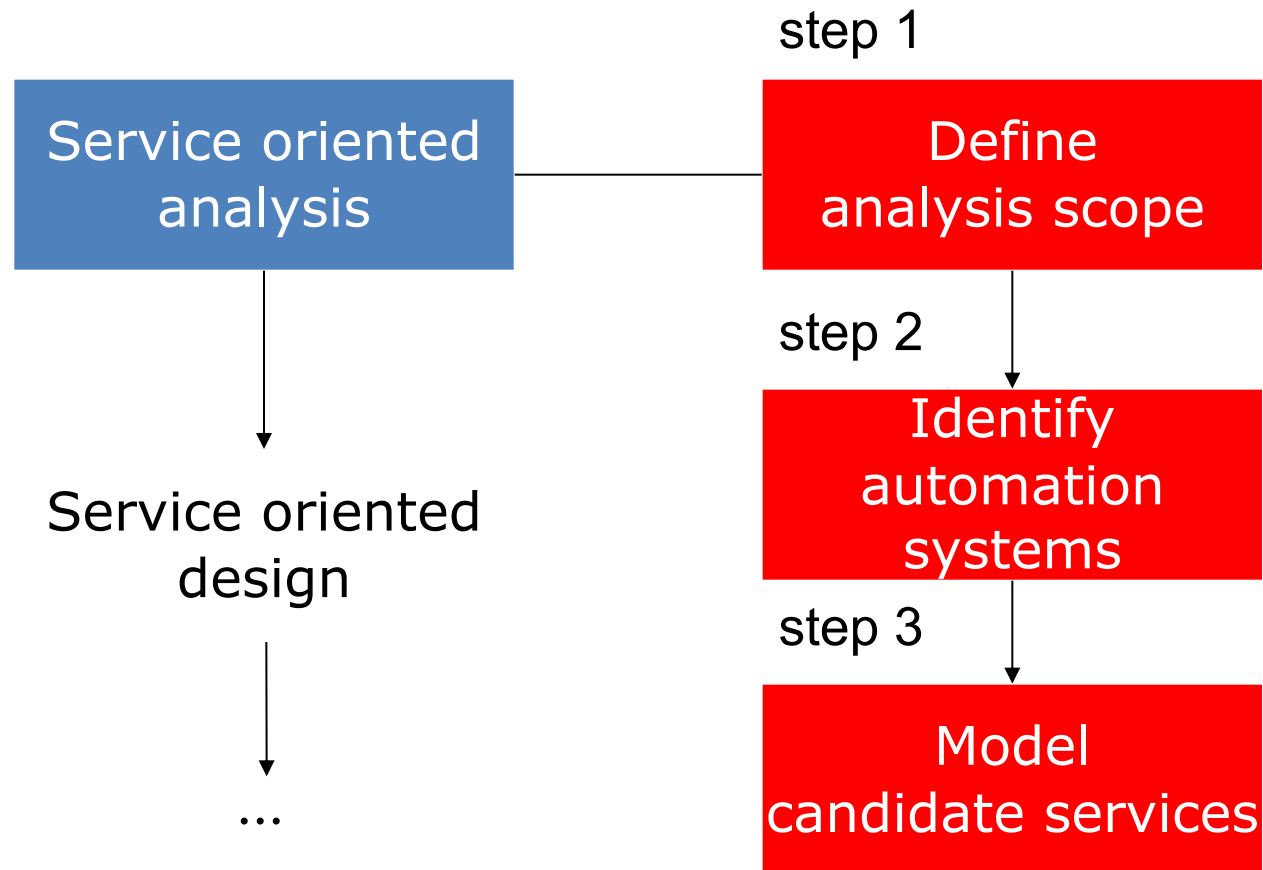 step 1
Service oriented
analysis
Define
analysis scope
step 2
Identify
automation
systems
Service oriented
design
step 3
Model
candidate services
...